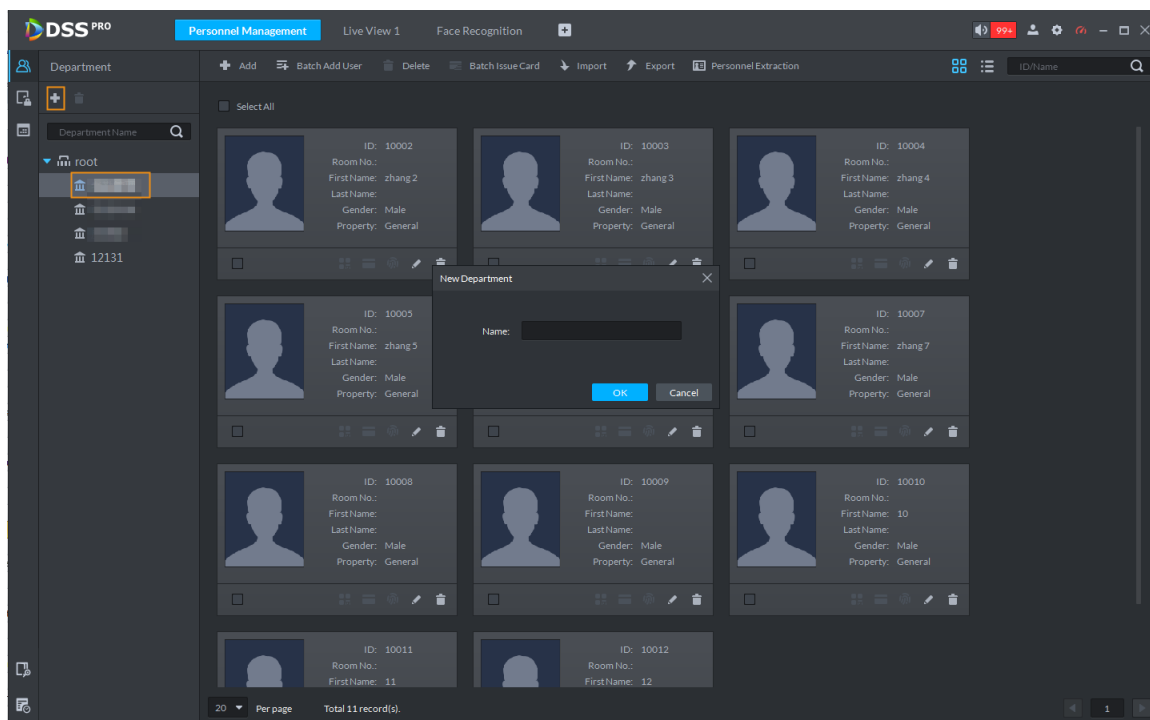 DSS PRO
Personnel Management
Live View 1
Face Recognition
99+
Department
Add
Batch Add User
Delete
Batch Issue Card
Import
Export
Personnel Extraction
ID/Name
Department Name
root
12131
Select All
ID: 10002
Room No.:
First Name: zhang 2
Last Name:
Gender: Male
Property: General
ID: 10003
Room No.:
First Name: zhang 3
Last Name:
Gender: Male
Property: General
ID: 10004
Room No.:
First Name: zhang 4
Last Name:
Gender: Male
Property: General
New Department
Name:
OK
Cancel
ID: 10005
Room No.:
First Name: zhang 5
Last Name:
Gender: Male
Property: General
ID: 10007
Room No.:
First Name: zhang 7
Last Name:
Gender: Male
Property: General
ID: 10008
Room No.:
First Name:
Last Name:
Gender: Male
Property: General
ID: 10009
Room No.:
First Name:
Last Name:
Gender: Male
Property: General
ID: 10010
Room No.:
First Name: 10
Last Name:
Gender: Male
Property: General
ID: 10011
Room No.:
First Name: 11
ID: 10012
Room No.:
First Name: 12
20
Per page
Total 11 record(s).
1